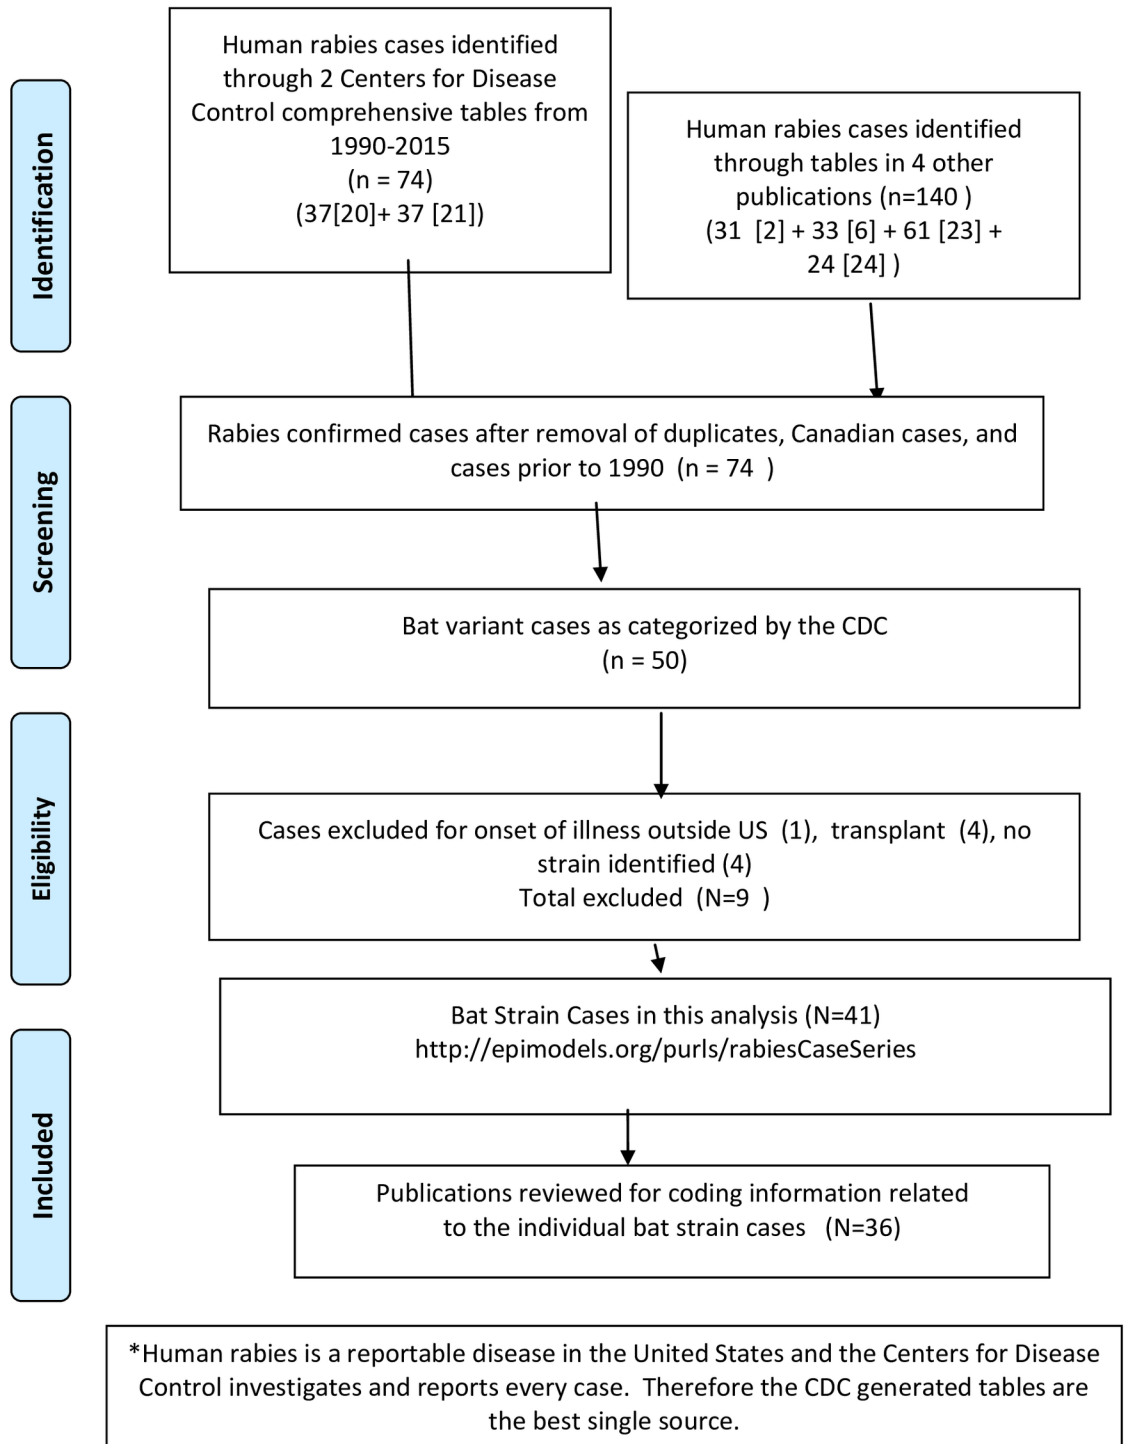 Identification
Human rabies cases identified
through 2 Centers for Disease
Control comprehensive tables from
1990-2015
(n = 74)
(37[20]+ 37 [21])
Human rabies cases identified
through tables in 4 other
publications (n=140 )
(31  [2] + 33 [6] + 61 [23] +
24 [24] )
Screening
Rabies confirmed cases after removal of duplicates, Canadian cases, and
cases prior to 1990  (n = 74  )
Bat variant cases as categorized by the CDC
(n = 50)
Eligibility
Cases excluded for onset of illness outside US  (1),  transplant  (4), no
strain identified (4)
Total excluded  (N=9  )
Included
Bat Strain Cases in this analysis (N=41)
http://epimodels.org/purls/rabiesCaseSeries
Publications reviewed for coding information related
to the individual bat strain cases   (N=36)
*Human rabies is a reportable disease in the United States and the Centers for Disease
Control investigates and reports every case.  Therefore the CDC generated tables are
the best single source.